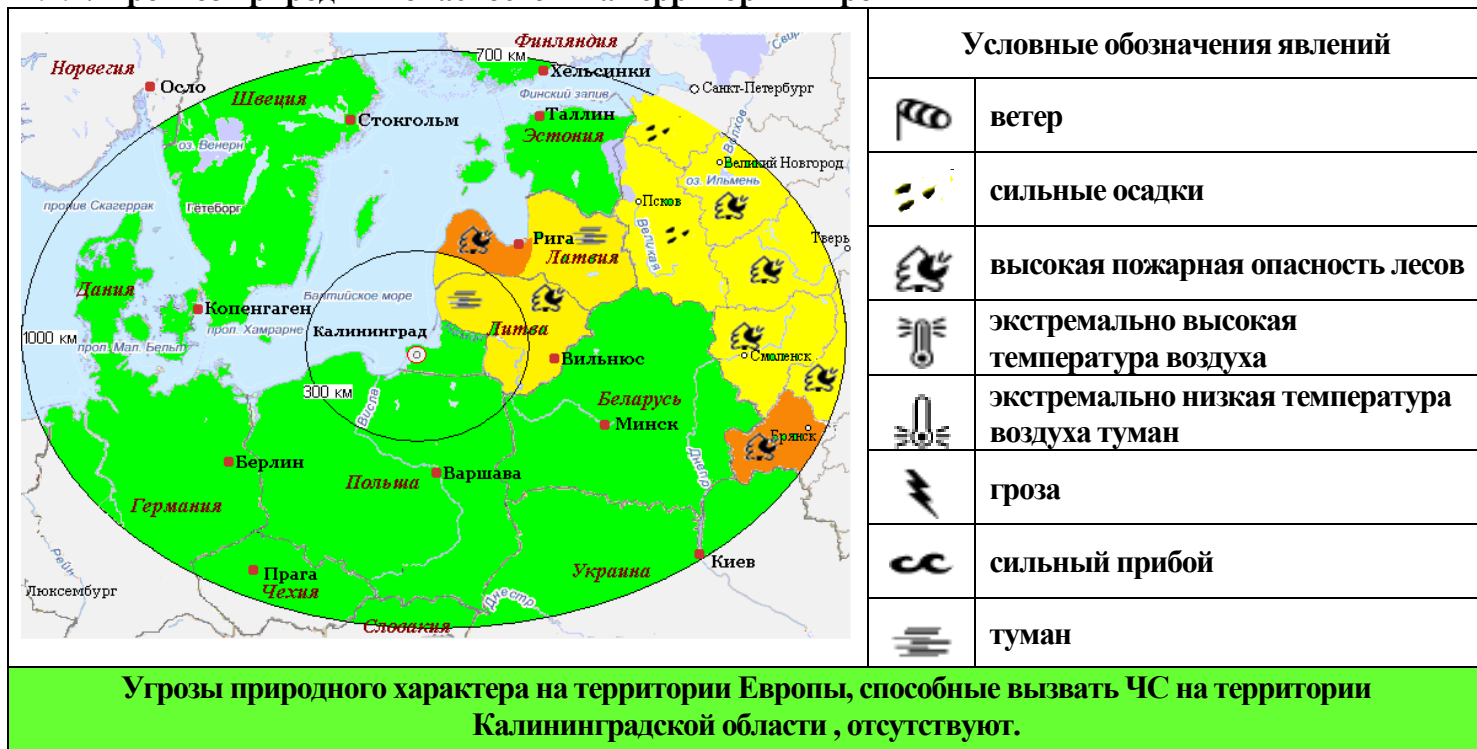 Условные обозначения явлений
ветер
сильные осадки
высокая пожарная опасность лесов
экстремально высокая
температура воздуха
экстремально низкая температура
воздуха туман
гроза
сильный прибой
туман
Финляндия
700 км
Норвегия
Хельсинки
Осло
Санкт-Петербург
Швеция
Финский запив
Таллин
Стокгольм
Эстония
Волхов
оз. Венерн
Великий Новгород
оз. Ильмень
пролив Скагеррак
Гётеборг
Псков
Великая
Рига
Тверь
Латвия
Дания
Балтийское море
Копенгаген
прол. Хамрарне
Калининград
Литва
1000 км
прол. Мал. Бельт
Вильнюс
Смоленск
300 км
Висла
Беларусь
Минск
Брянск
Днепр
Берлин
Варшава
Польша
Германия
Киев
Рейн
Прага
Украина
Люксембург
Чехия
Днестр
Словакия
Угрозы природного характера на территории Европы, способные вызвать ЧС на территории
Калининградской области , отсутствуют.